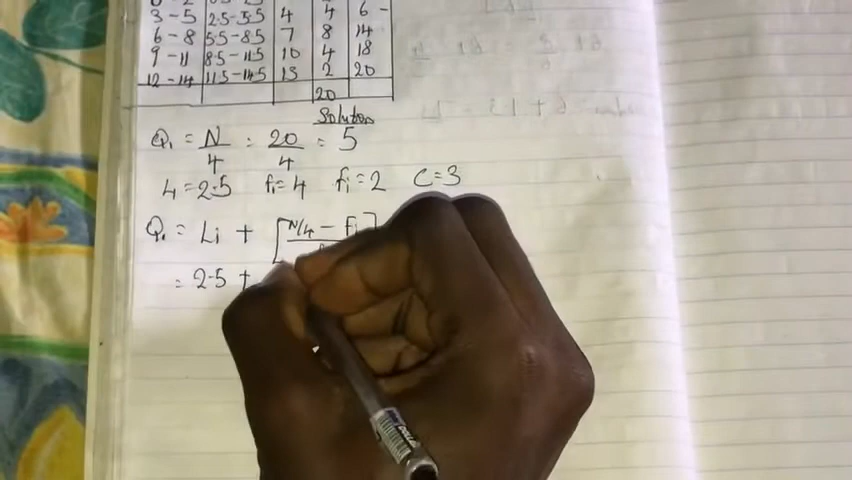 3-5 2.5-5.5 4 4 6
6-8 5.5-8.5 7 8 14
9-11 8.5-11.5 10 4 18
12-14 11.5-14.5 13 2 20
20
Solution
Q₁ = N/4 = 20/4 = 5
L₁ = 2.5 f₁ = 4 f₁ = 2 C = 3
Q₁ = L₁ + [N/4 - f₁
= 2.5 +